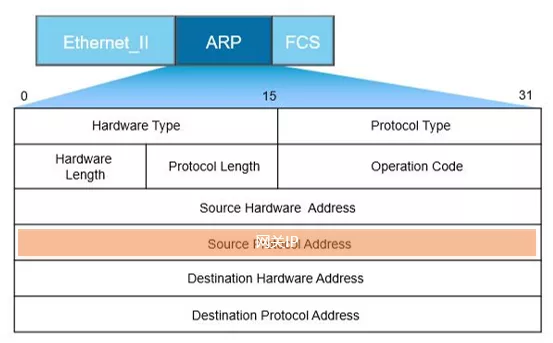 Ethernet_II ARP FCS
0 15 31
Hardware Type Protocol Type
Hardware
Length Protocol Length Operation Code
Source Hardware Address
Source Protocol Address
网关IP
Destination Hardware Address
Destination Protocol Address